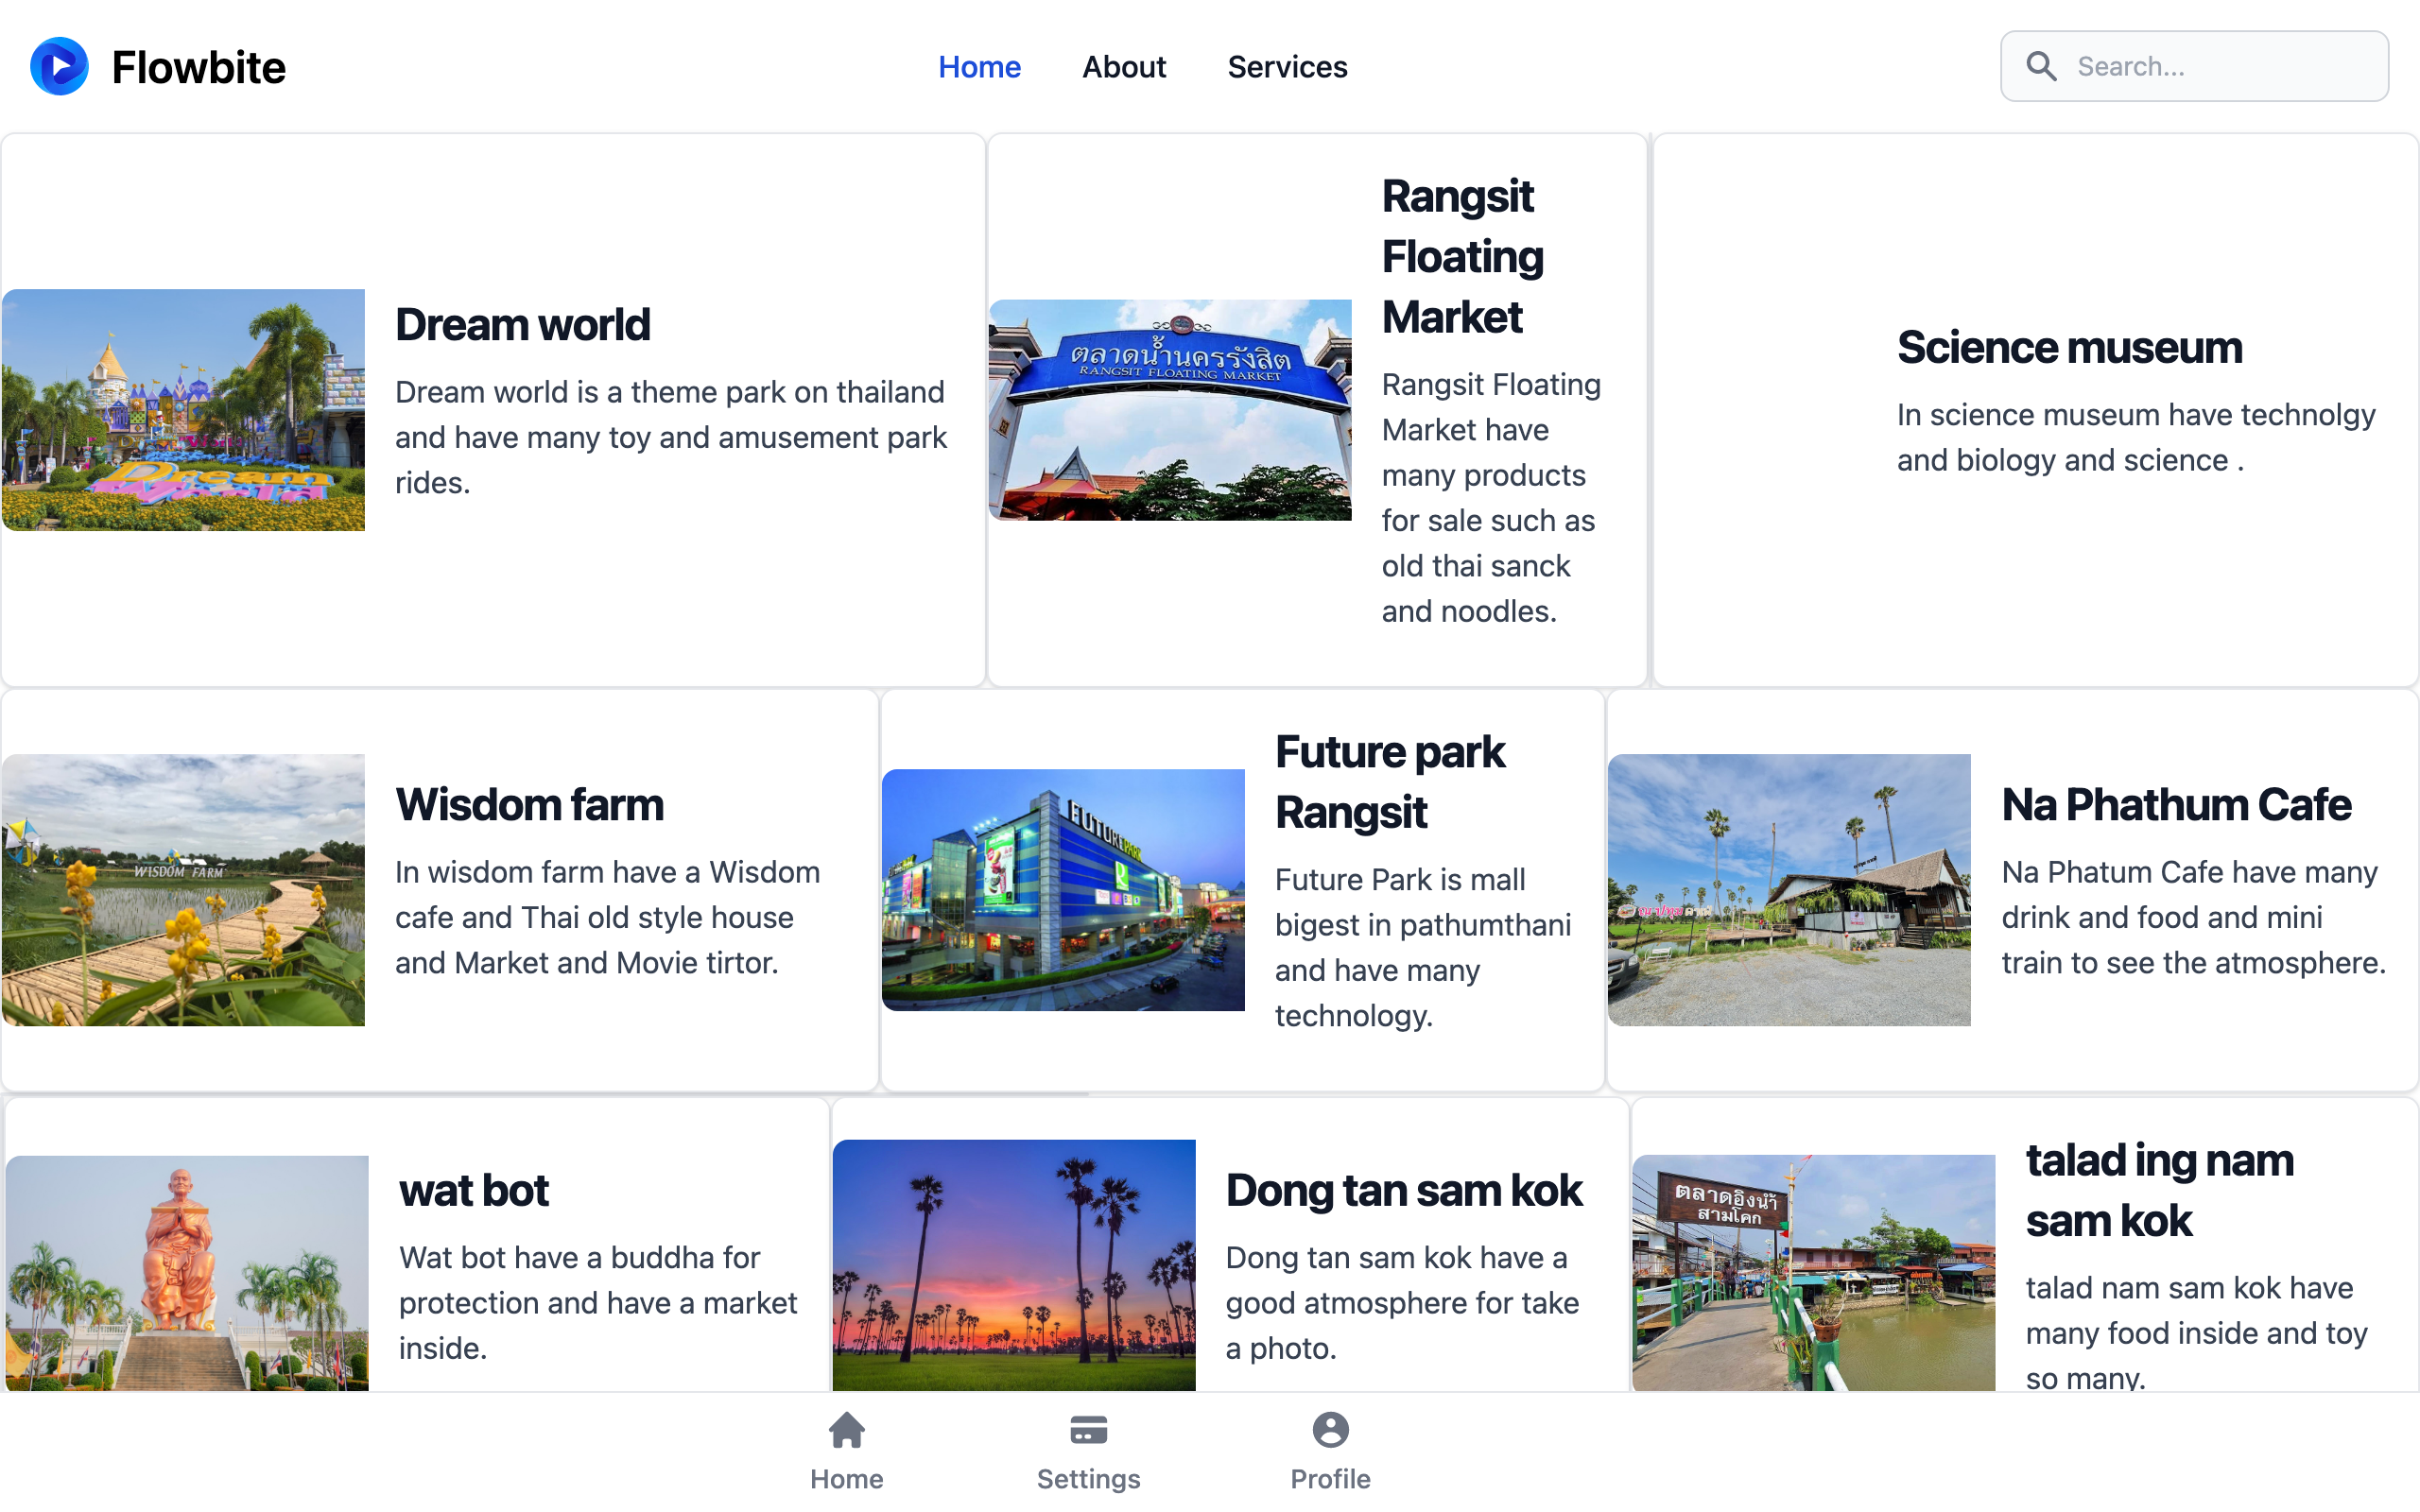 Flowbite
Home
About
Services
Search...
Dream
World
Dream world
Dream world is a theme park on thailand
and have many toy and amusement park
rides.
ตลาดน้ำนครรังสิต
RANGSIT FLOATING MARKET
Rangsit
Floating
Market
Rangsit Floating
Market have
many products
for sale such as
old thai sanck
and noodles.
Science museum
In science museum have technolgy
and biology and science .
WISDOM FARM
Wisdom farm
In wisdom farm have a Wisdom
cafe and Thai old style house
and Market and Movie tirtor.
FUTUREPARK
Future park
Rangsit
Future Park is mall
bigest in pathumthani
and have many
technology.
Na Phathum Cafe
Na Phatum Cafe have many
drink and food and mini
train to see the atmosphere.
wat bot
Wat bot have a buddha for
protection and have a market
inside.
Dong tan sam kok
Dong tan sam kok have a
good atmosphere for take
a photo.
ตลาดอิงน้ำ
สามโคก
talad ing nam
sam kok
talad nam sam kok have
many food inside and toy
so many.
Home
Settings
Profile